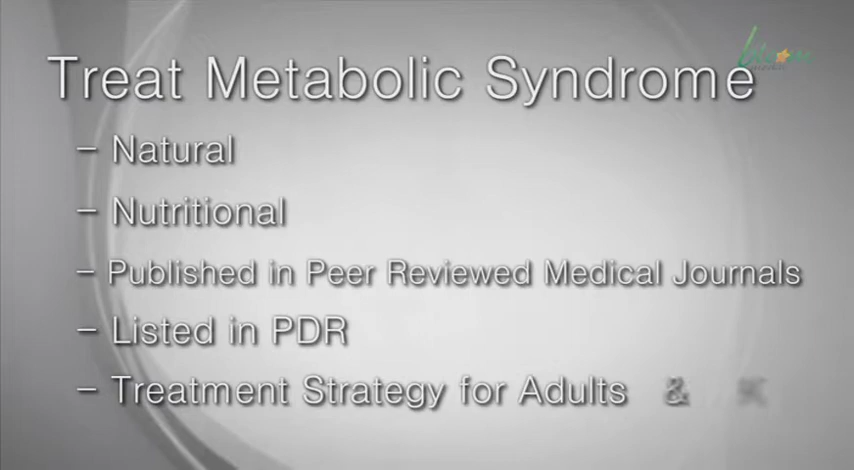 Treat Metabolic Syndrome
– Natural
– Nutritional
– Published in Peer Reviewed Medical Journals
– Listed in PDR
– Treatment Strategy for Adults &